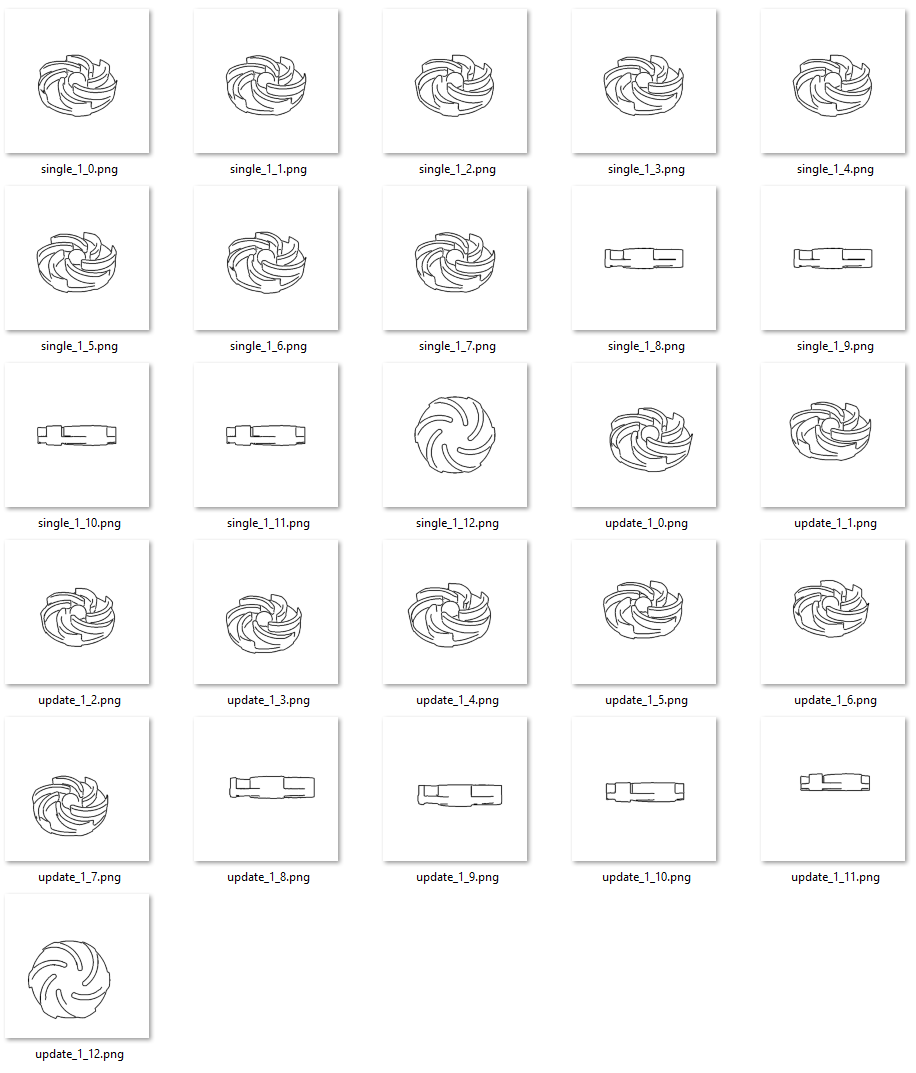 single_1_0.png
single_1_1.png
single_1_2.png
single_1_3.png
single_1_4.png
single_1_5.png
single_1_6.png
single_1_7.png
single_1_8.png
single_1_9.png
single_1_10.png
single_1_11.png
single_1_12.png
update_1_0.png
update_1_1.png
update_1_2.png
update_1_3.png
update_1_4.png
update_1_5.png
update_1_6.png
update_1_7.png
update_1_8.png
update_1_9.png
update_1_10.png
update_1_11.png
update_1_12.png